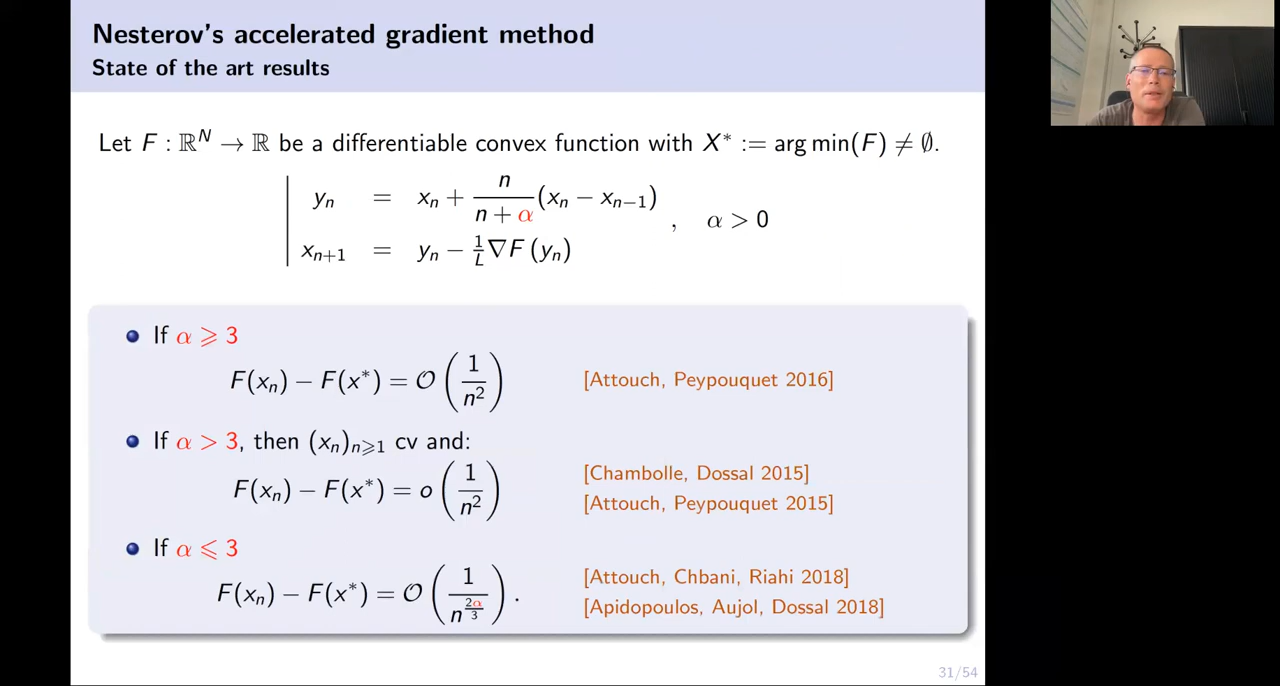 Nesterov's accelerated gradient method
State of the art results
Let F : ℝ^N → ℝ be a differentiable convex function with X* := arg min(F) ≠ ∅.
y_n = x_n + n/(n + α) (x_n − x_{n−1})
, α > 0
x_{n+1} = y_n − 1/L ∇F (y_n)
If α ⩾ 3
F(x_n) − F(x*) = 𝒪(1/n²) [Attouch, Peypouquet 2016]
If α > 3, then (x_n)_{n⩾1} cv and:
[Chambolle, Dossal 2015]
F(x_n) − F(x*) = o(1/n²)
[Attouch, Peypouquet 2015]
If α ⩽ 3
[Attouch, Chbani, Riahi 2018]
F(x_n) − F(x*) = 𝒪(1/n^{2α/3}).
[Apidopoulos, Aujol, Dossal 2018]
31/54